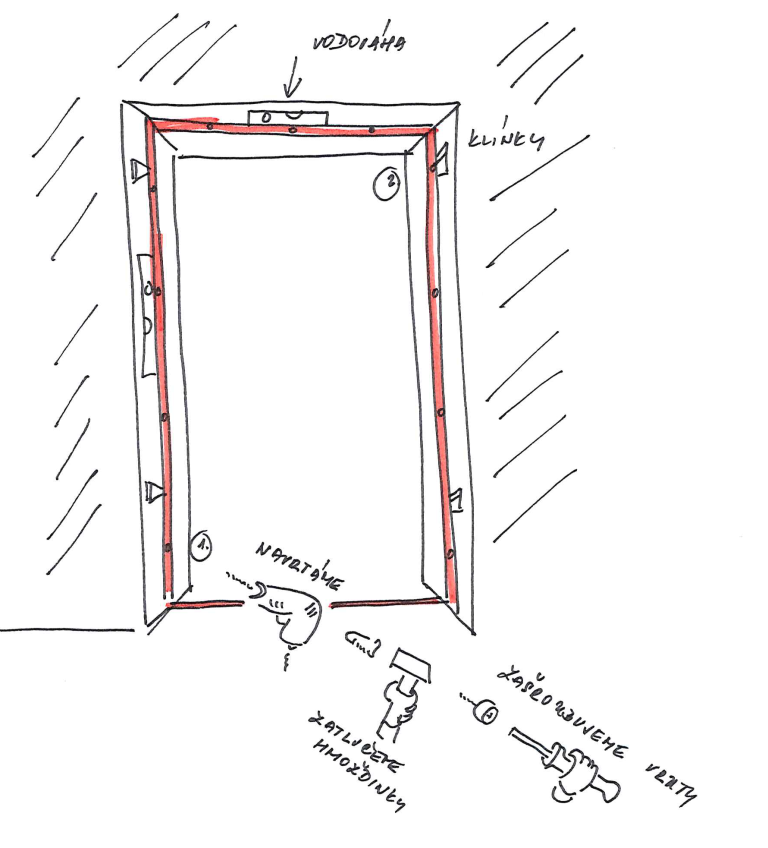 VODOVÁHA
KLÍNKY
2.
1.
NAVRTÁME
ZATLUČEME
HMOŽDINKY
ZAŠROUBUJEME VRUTY